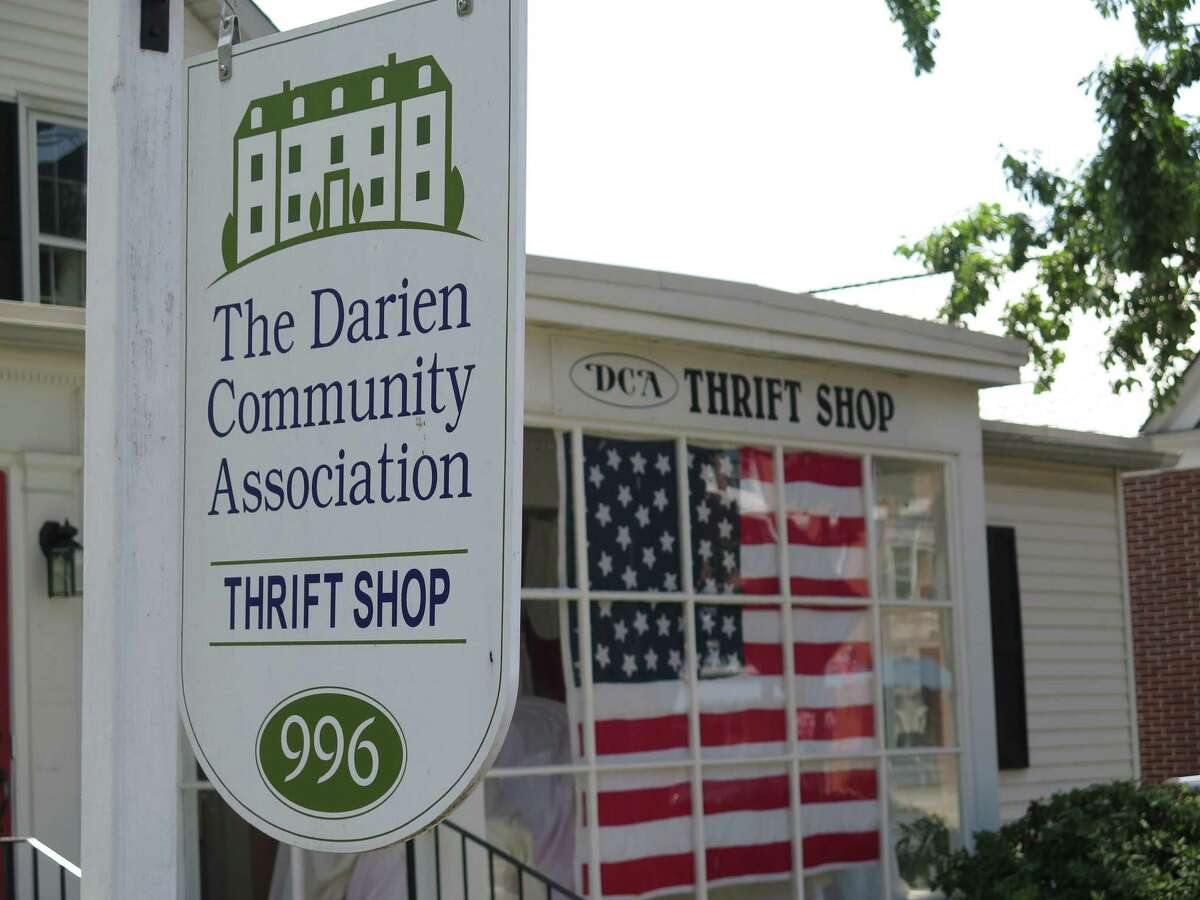 The Darien
Community
Association
THRIFT SHOP
996
DCA THRIFT SHOP